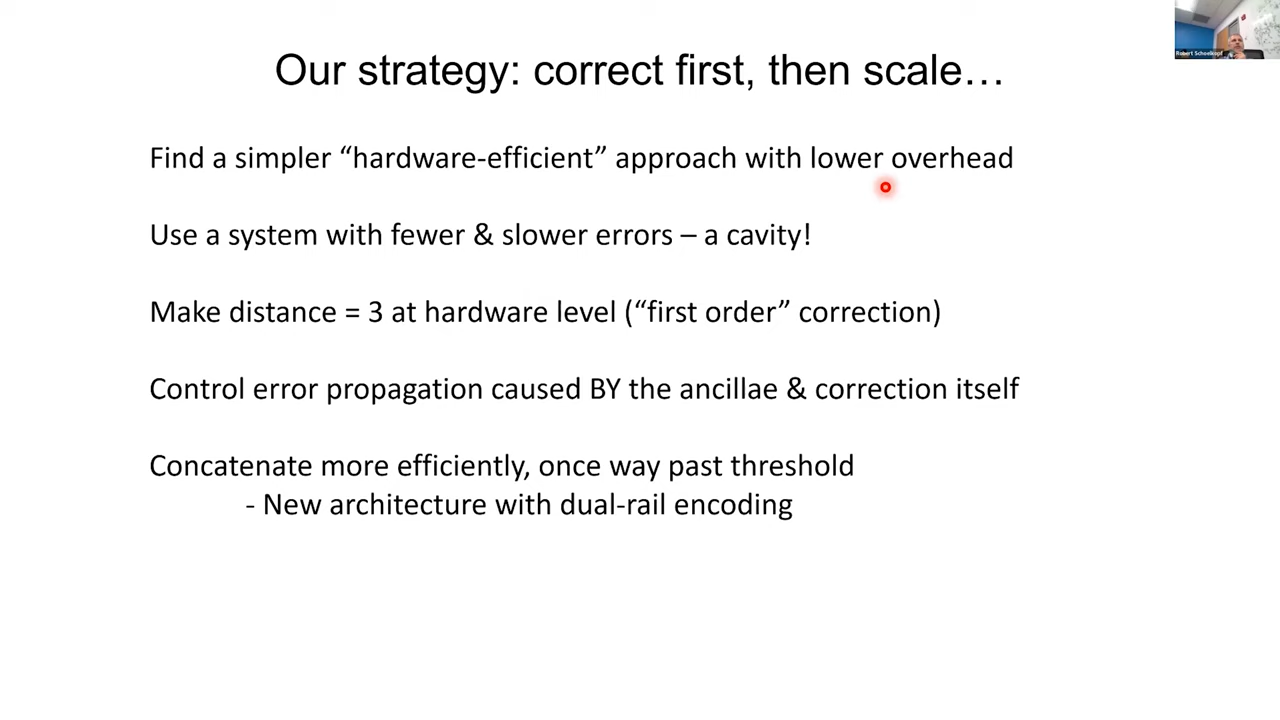 Robert Schoelkopf
Our strategy: correct first, then scale…
Find a simpler “hardware-efficient” approach with lower overhead
Use a system with fewer & slower errors – a cavity!
Make distance = 3 at hardware level (“first order” correction)
Control error propagation caused BY the ancillae & correction itself
Concatenate more efficiently, once way past threshold
- New architecture with dual-rail encoding